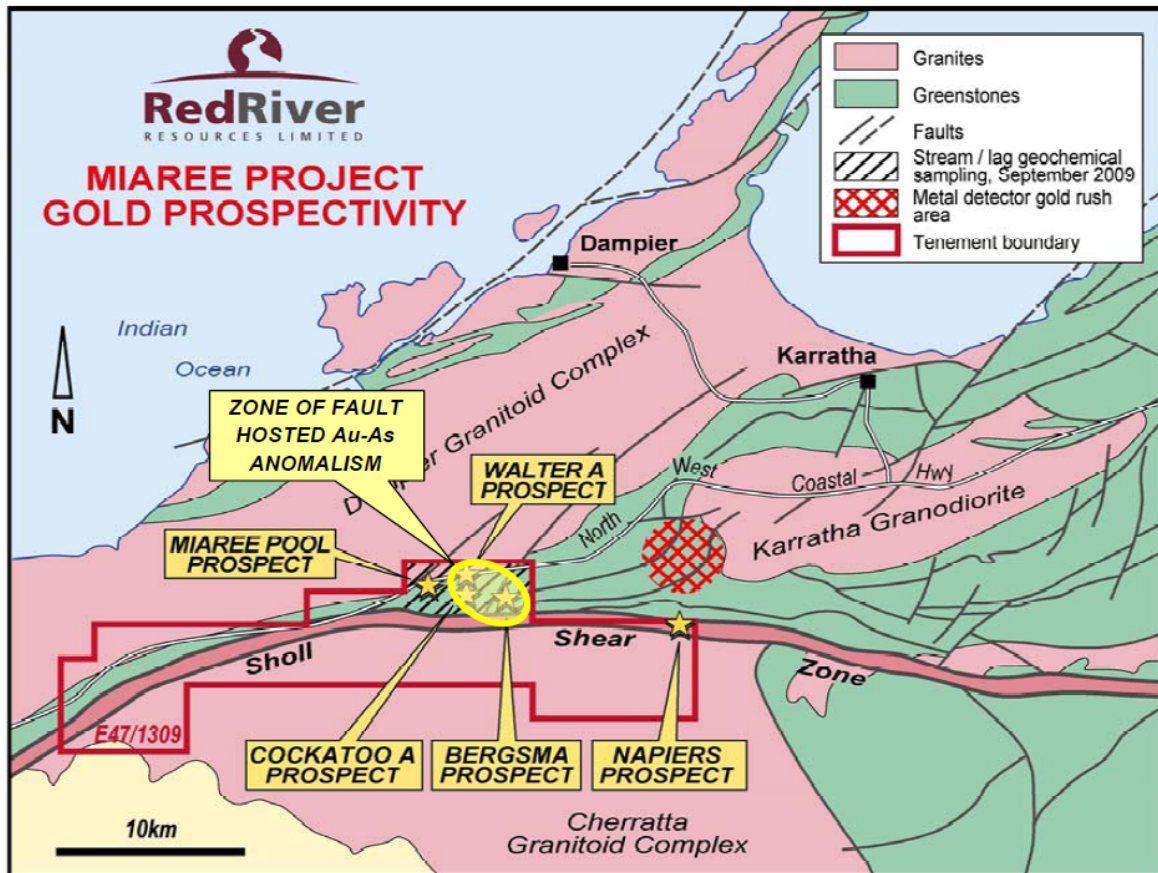 RedRiver
RESOURCES LIMITED
MIAREE PROJECT
GOLD PROSPECTIVITY
Granites
Greenstones
Faults
Stream / lag geochemical
sampling, September 2009
Metal detector gold rush
area
Tenement boundary
Dampier
Indian
Ocean
Karratha
N
ZONE OF FAULT
HOSTED Au-As
ANOMALISM
Dampier Granitoid Complex
WALTER A
PROSPECT
North West Coastal Hwy
Karratha Granodiorite
MIAREE POOL
PROSPECT
Sholl Shear Zone
E47/1309
COCKATOO A
PROSPECT
BERGSMA
PROSPECT
NAPIERS
PROSPECT
10km
Cherratta
Granitoid Complex